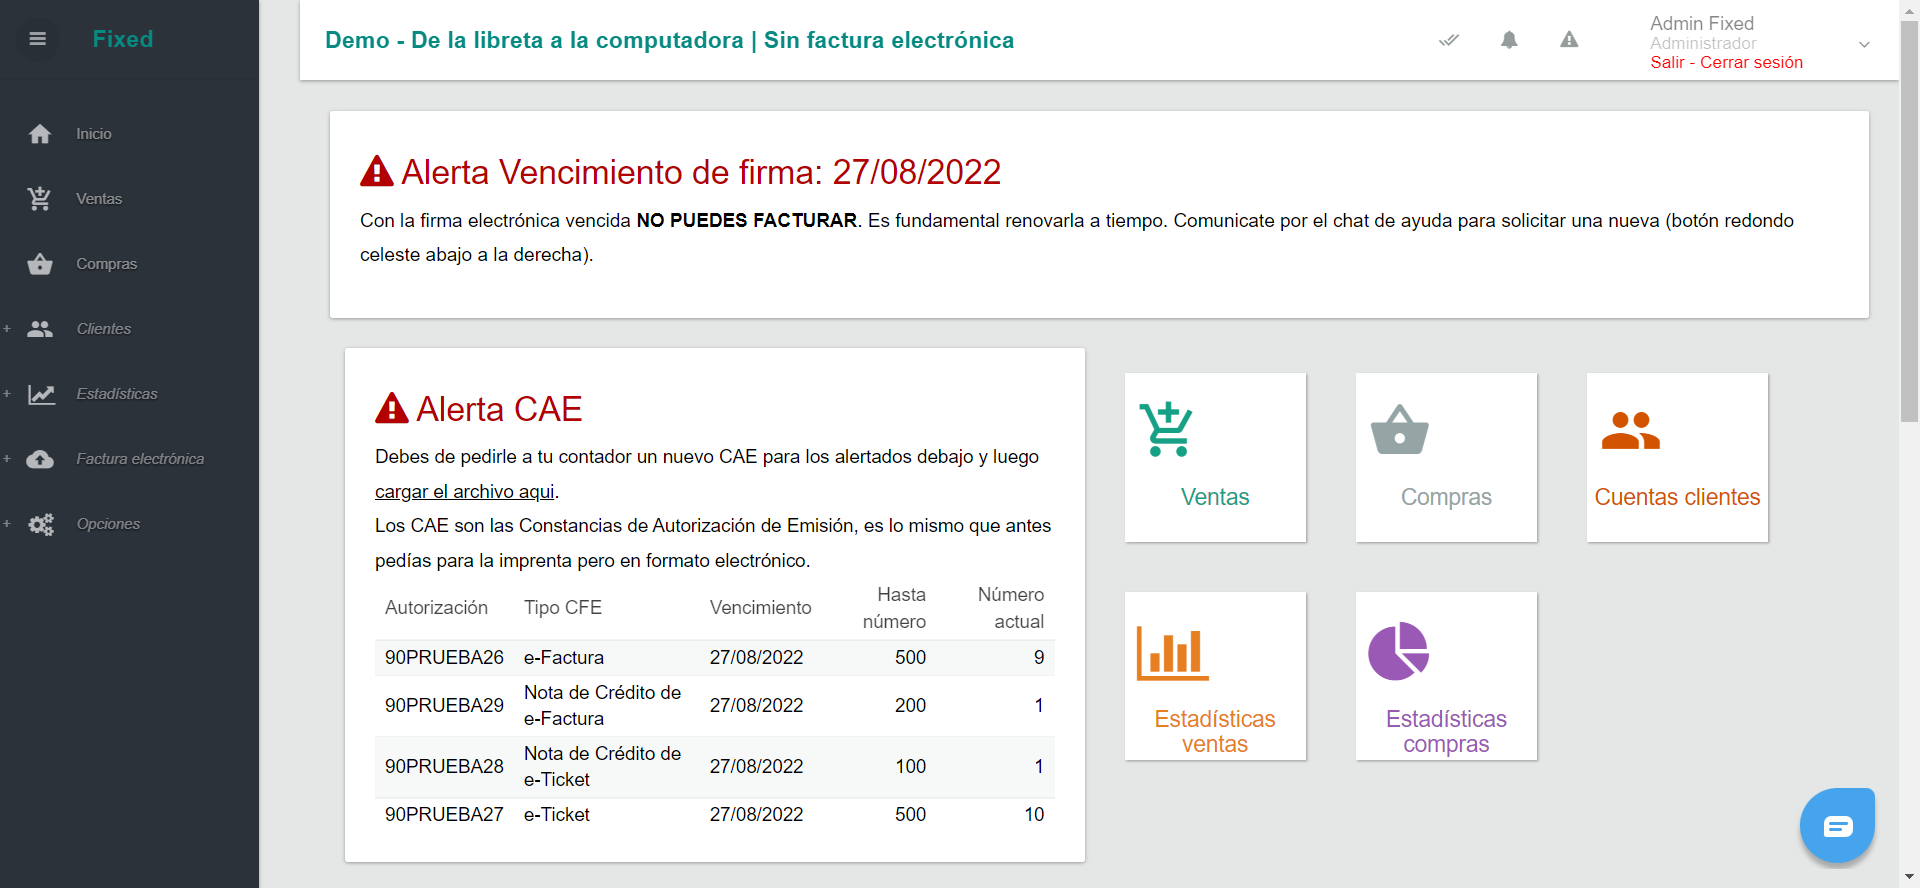 Fixed
Demo - De la libreta a la computadora | Sin factura electrónica
Admin Fixed
Administrador
Salir - Cerrar sesión
Inicio
Ventas
Compras
+ Clientes
+ Estadísticas
+ Factura electrónica
+ Opciones
Alerta Vencimiento de firma: 27/08/2022
Con la firma electrónica vencida NO PUEDES FACTURAR. Es fundamental renovarla a tiempo. Comunicate por el chat de ayuda para solicitar una nueva (botón redondo
celeste abajo a la derecha).
Alerta CAE
Debes de pedirle a tu contador un nuevo CAE para los alertados debajo y luego
cargar el archivo aqui.
Los CAE son las Constancias de Autorización de Emisión, es lo mismo que antes
pedías para la imprenta pero en formato electrónico.
Autorización Tipo CFE Vencimiento Hasta número Número actual
90PRUEBA26 e-Factura 27/08/2022 500 9
90PRUEBA29 Nota de Crédito de e-Factura 27/08/2022 200 1
90PRUEBA28 Nota de Crédito de e-Ticket 27/08/2022 100 1
90PRUEBA27 e-Ticket 27/08/2022 500 10
Ventas
Compras
Cuentas clientes
Estadísticas
ventas
Estadísticas
compras